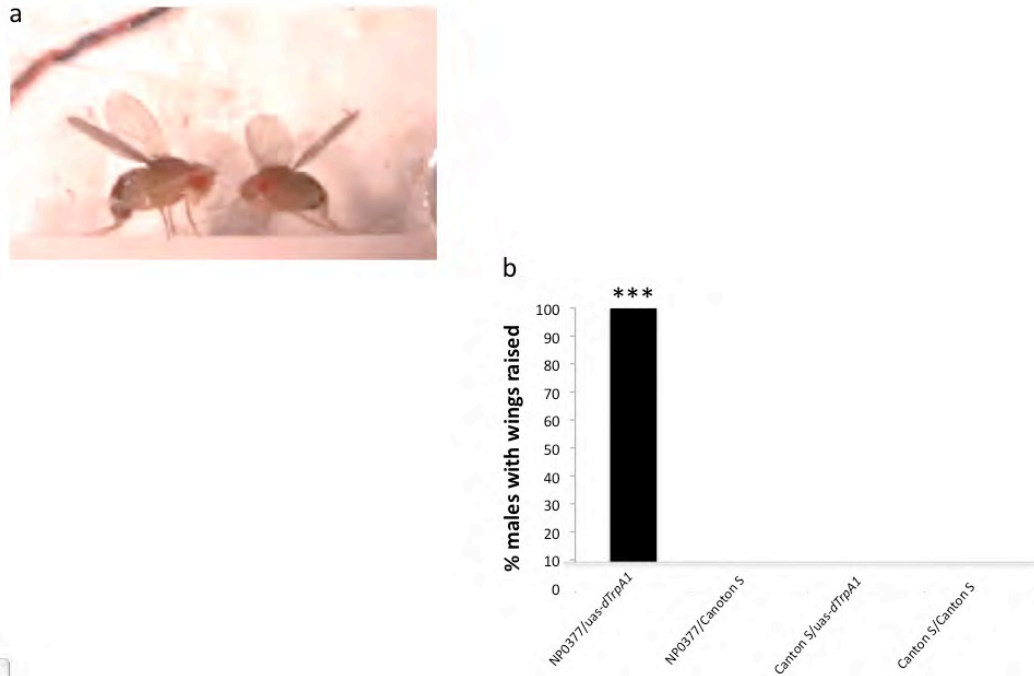 a
b
***
% males with wings raised
100
90
80
70
60
50
40
30
20
10
0
NP0377/uas-dTrpA1
NP0377/Canoton S
Canton S/uas-dTrpA1
Canton S/Canton S